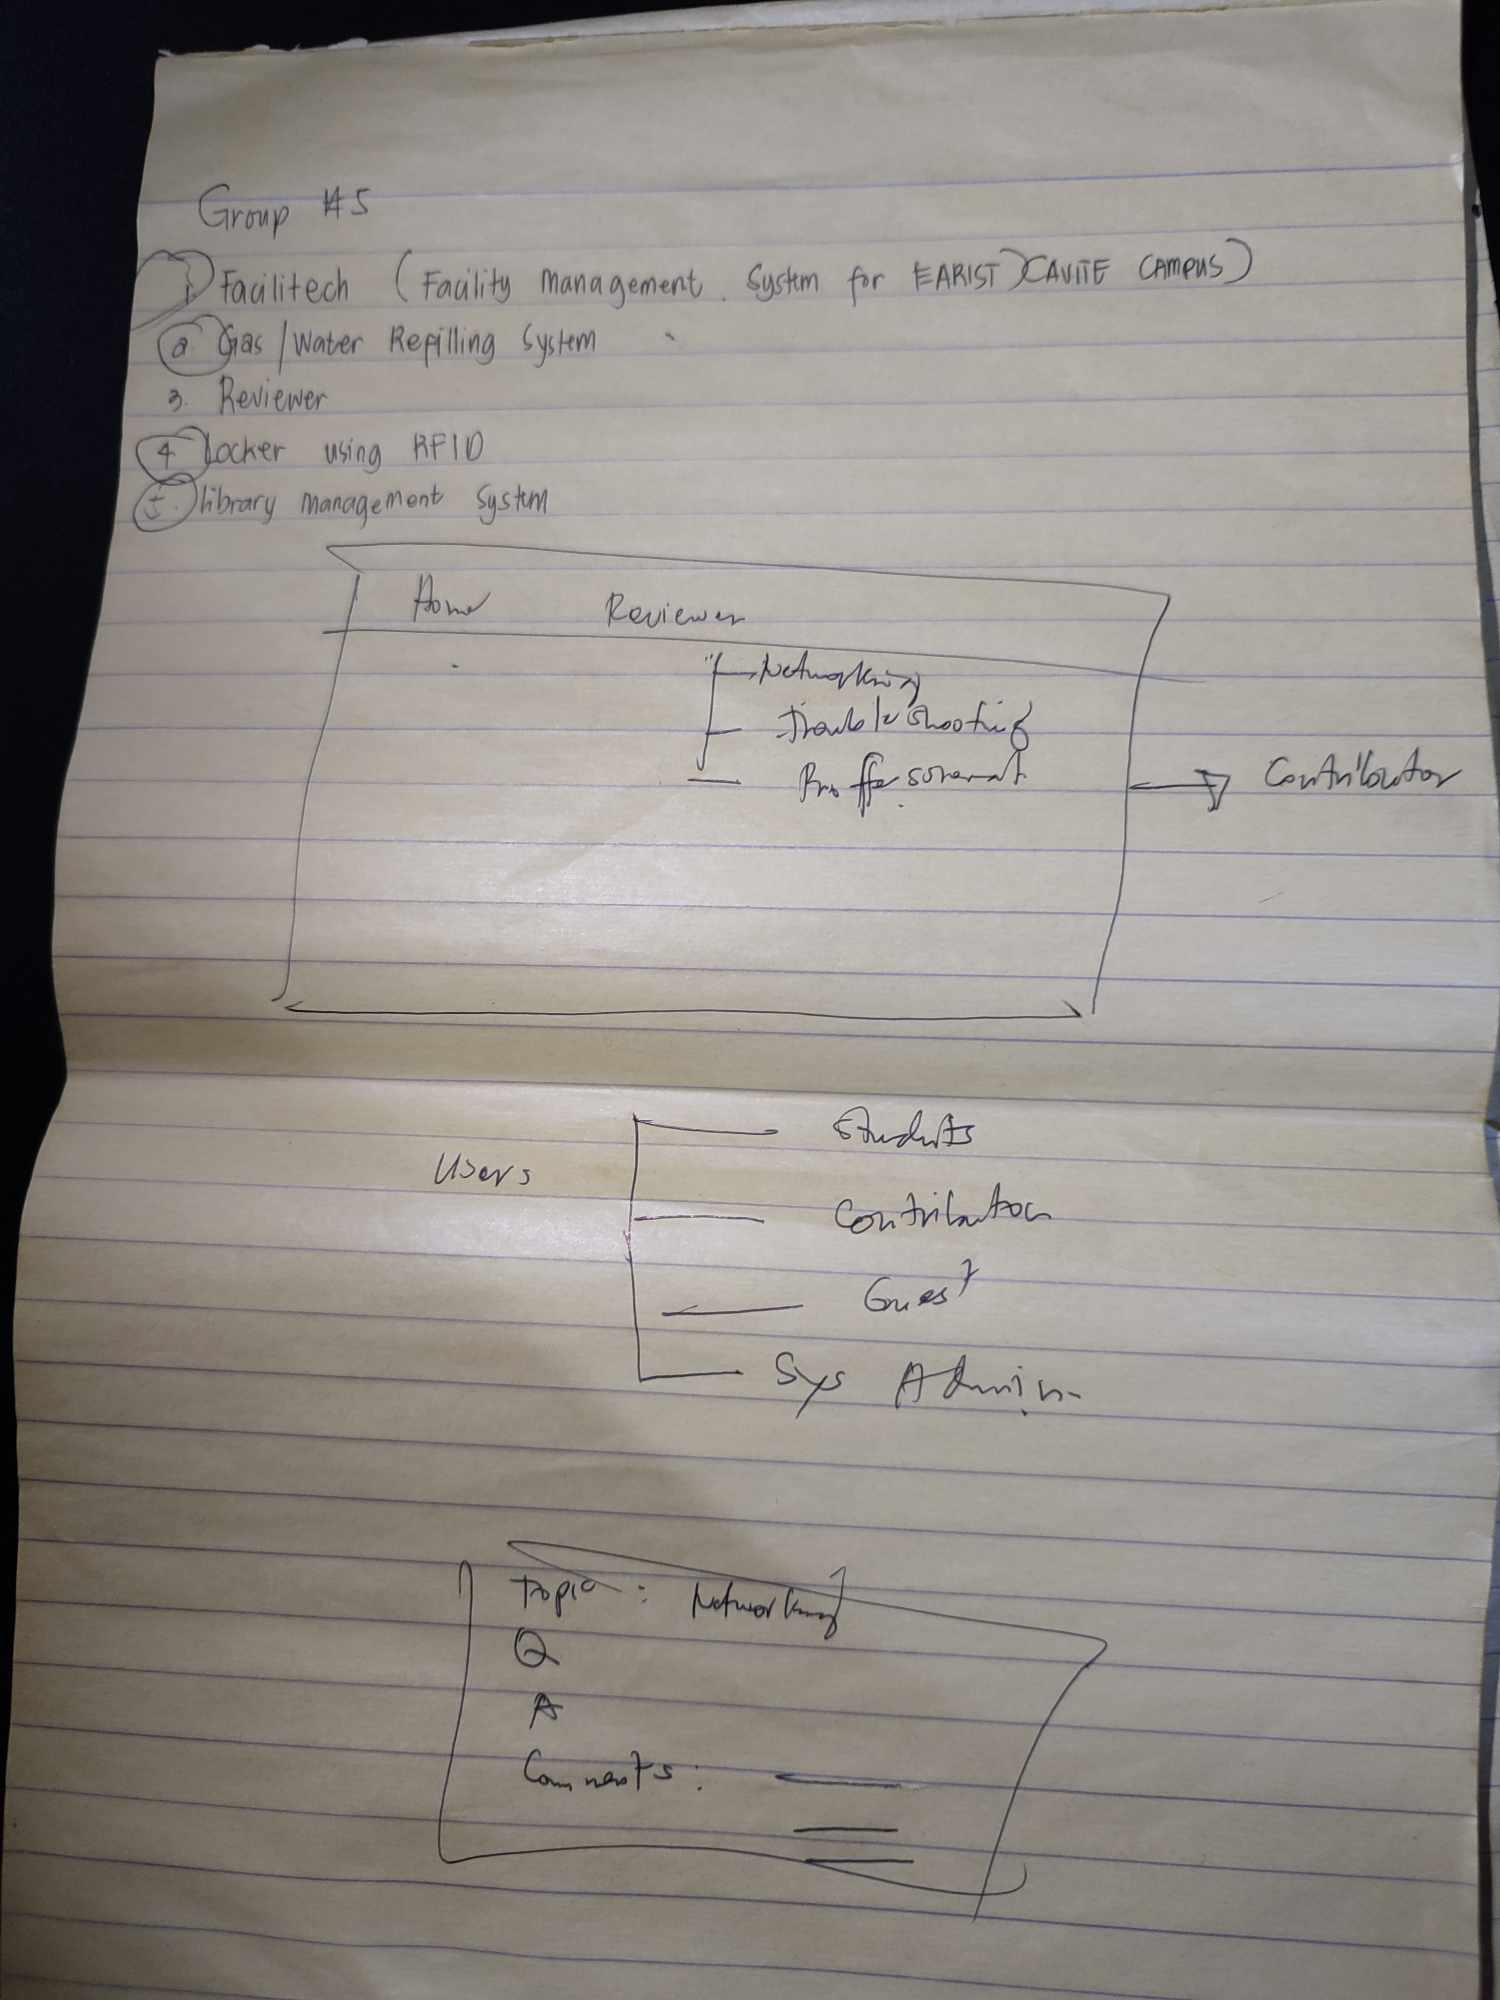 Group #5
1. Facilitech (Facility Management System for EARIST)(CAVITE CAMPUS)
2. Gas/Water Refilling System
3. Reviewer
4. Locker using RFID
5. library management system
Home Reviewer
Networking
Troubleshooting
Contributor
Users
Students
Contributor
Guest
Sys Admin
Topic: Networking
Q
A
Comments: